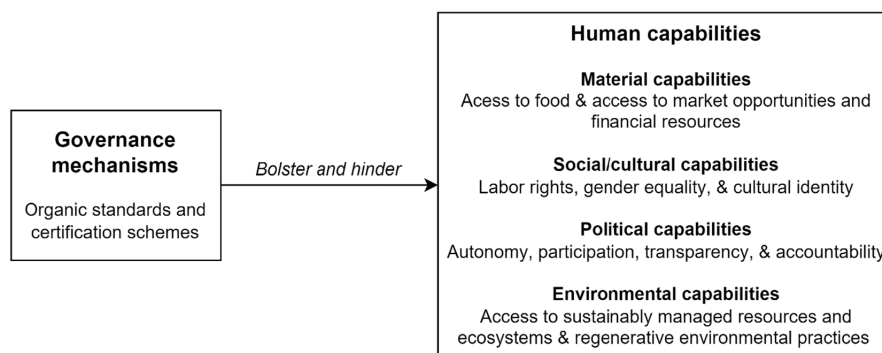 Governance
mechanisms
Organic standards and
certification schemes
Bolster and hinder
Human capabilities
Material capabilities
Acess to food & access to market opportunities and
financial resources
Social/cultural capabilities
Labor rights, gender equality, & cultural identity
Political capabilities
Autonomy, participation, transparency, & accountability
Environmental capabilities
Access to sustainably managed resources and
ecosystems & regenerative environmental practices